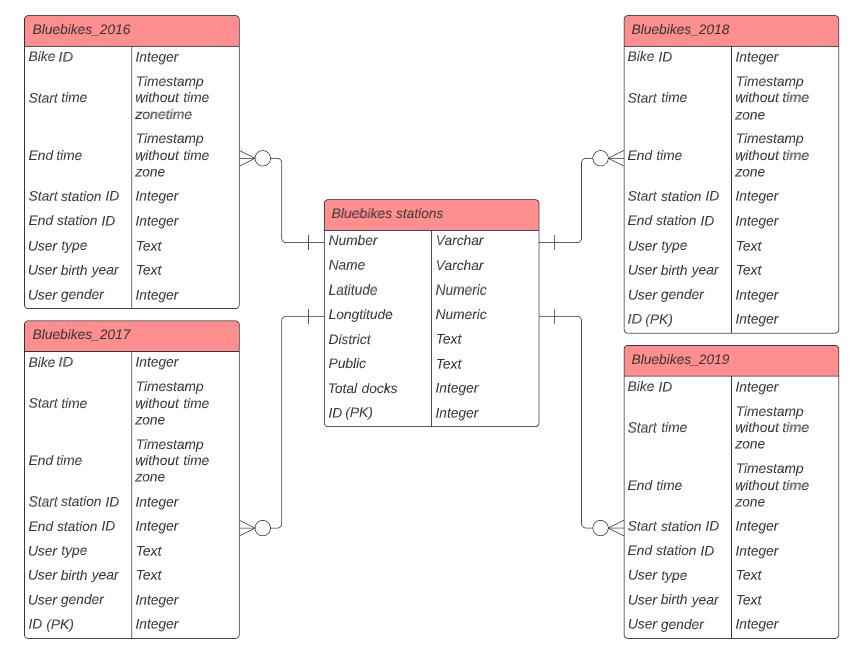 Bluebikes_2016
Bike ID Integer
Start time Timestamp
without time
zonetime
End time Timestamp
without time
zone
Start station ID Integer
End station ID Integer
User type Text
User birth year Text
User gender Integer
Bluebikes_2017
Bike ID Integer
Start time Timestamp
without time
zone
End time Timestamp
without time
zone
Start station ID Integer
End station ID Integer
User type Text
User birth year Text
User gender Integer
ID (PK) Integer
Bluebikes stations
Number Varchar
Name Varchar
Latitude Numeric
Longtitude Numeric
District Text
Public Text
Total docks Integer
ID (PK) Integer
Bluebikes_2018
Bike ID Integer
Start time Timestamp
without time
zone
End time Timestamp
without time
zone
Start station ID Integer
End station ID Integer
User type Text
User birth year Text
User gender Integer
ID (PK) Integer
Bluebikes_2019
Bike ID Integer
Start time Timestamp
without time
zone
End time Timestamp
without time
zone
Start station ID Integer
End station ID Integer
User type Text
User birth year Text
User gender Integer